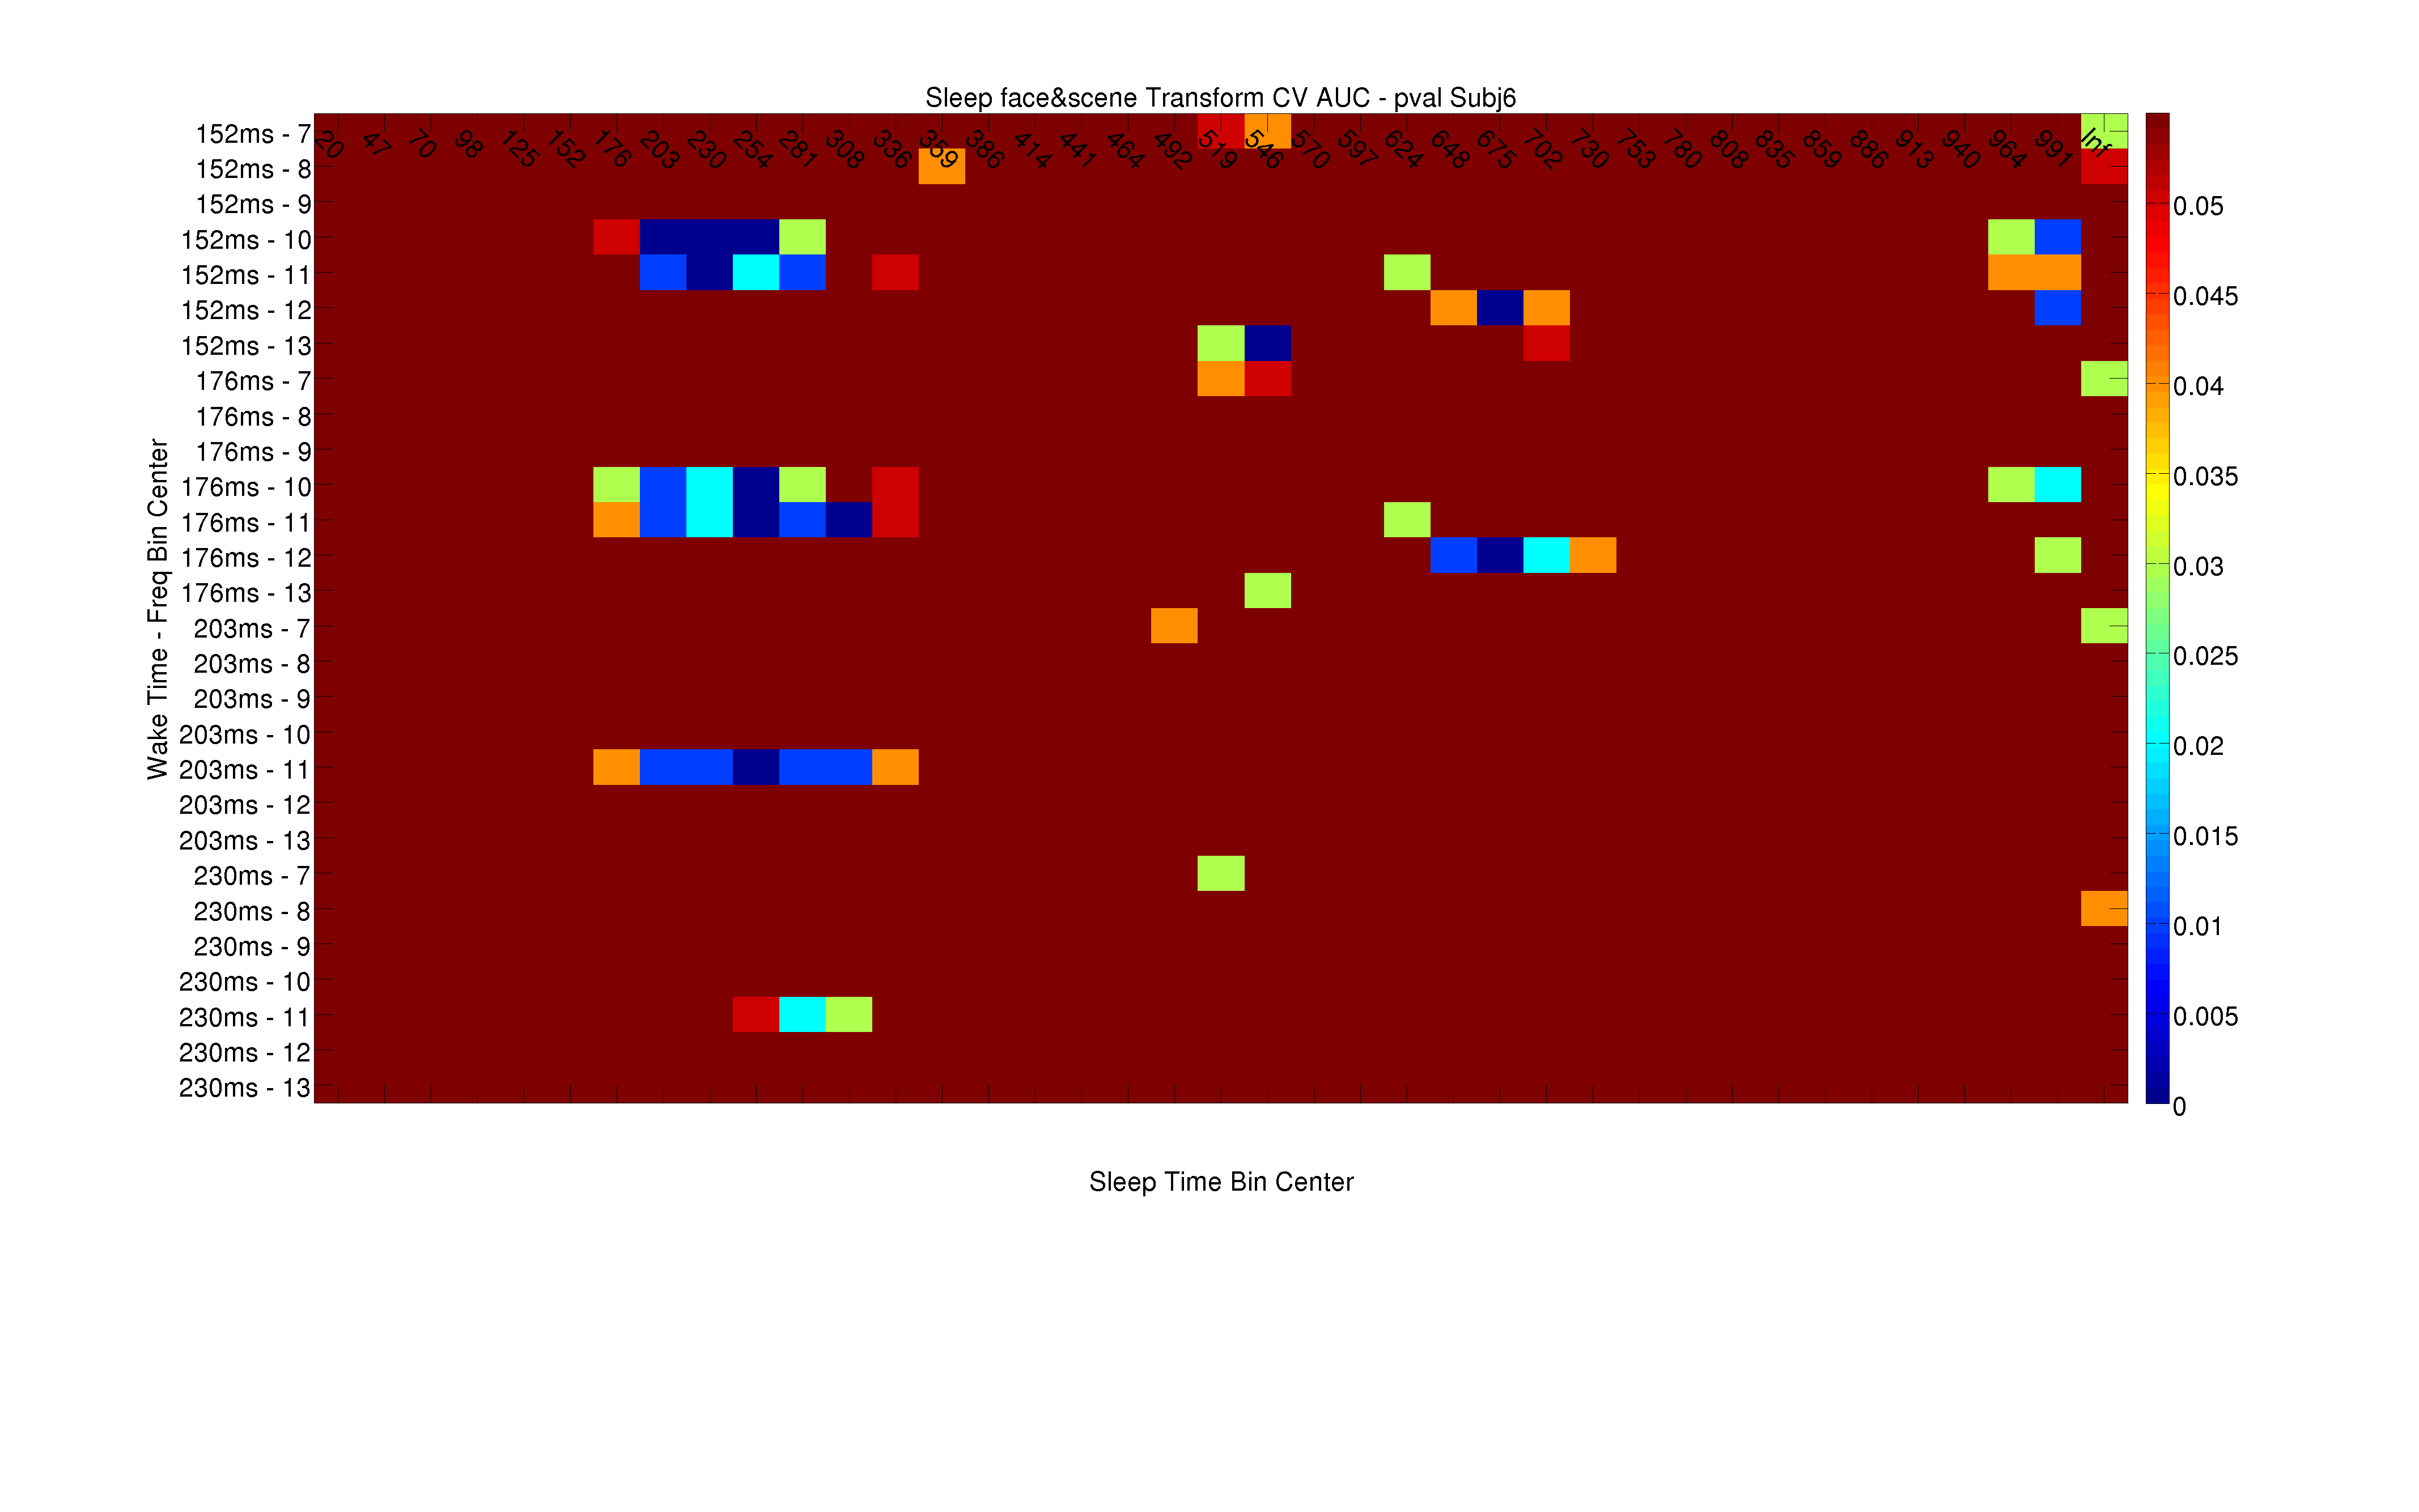 Sleep face&scene Transform CV AUC - pval Subj6
Wake Time - Freq Bin Center
152ms - 7
152ms - 8
152ms - 9
152ms - 10
152ms - 11
152ms - 12
152ms - 13
176ms - 7
176ms - 8
176ms - 9
176ms - 10
176ms - 11
176ms - 12
176ms - 13
203ms - 7
203ms - 8
203ms - 9
203ms - 10
203ms - 11
203ms - 12
203ms - 13
230ms - 7
230ms - 8
230ms - 9
230ms - 10
230ms - 11
230ms - 12
230ms - 13
20 47 70 98 125 152 176 203 230 254 281 308 336 359 386 414 441 464 492 519 546 570 597 624 648 675 702 730 753 780 808 835 859 886 913 940 964 991 Inf
0.05
0.045
0.04
0.035
0.03
0.025
0.02
0.015
0.01
0.005
0
Sleep Time Bin Center